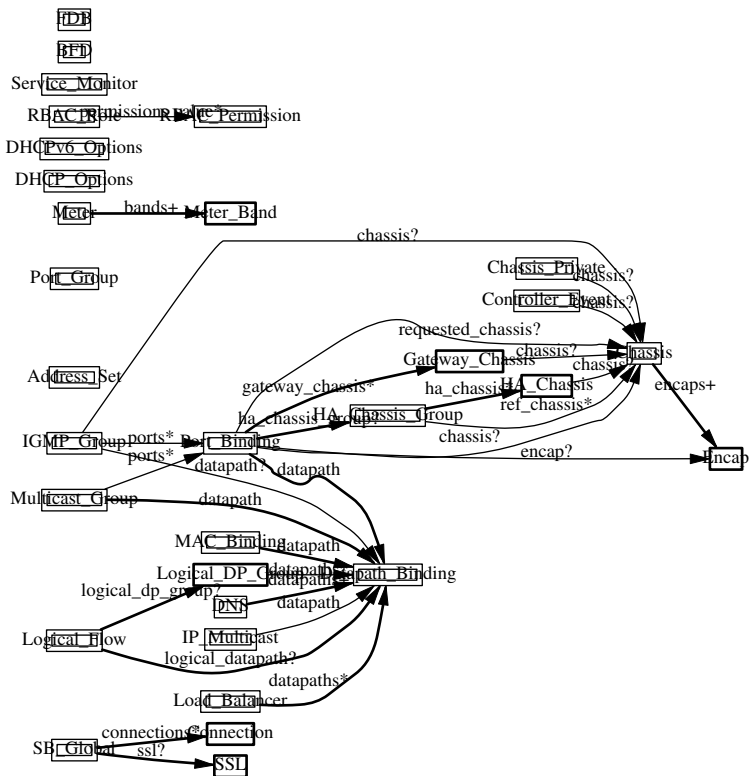 FDB
BFD
Service_Monitor
RBAC_Role
permissions_value*
RBAC_Permission
DHCPv6_Options
DHCP_Options
Meter
bands+
Meter_Band
chassis?
Port_Group
Chassis_Private
chassis?
Controller_Event
chassis?
requested_chassis?
Chassis
Gateway_Chassis
chassis?
Address_Set
gateway_chassis*
ha_chassis*
HA_Chassis
chassis?
encaps+
ha_chassis_group?
HA_Chassis_Group
ref_chassis*
IGMP_Group
ports*
Port_Binding
chassis?
encap?
Encap
ports*
datapath?
datapath
Multicast_Group
datapath
MAC_Binding
datapath
Logical_DP_Group
datapaths*
Datapath_Binding
logical_dp_group?
datapaths*
DNS
datapath
Logical_Flow
IP_Multicast
logical_datapath?
datapaths*
Load_Balancer
connections*
Connection
SB_Global
ssl?
SSL